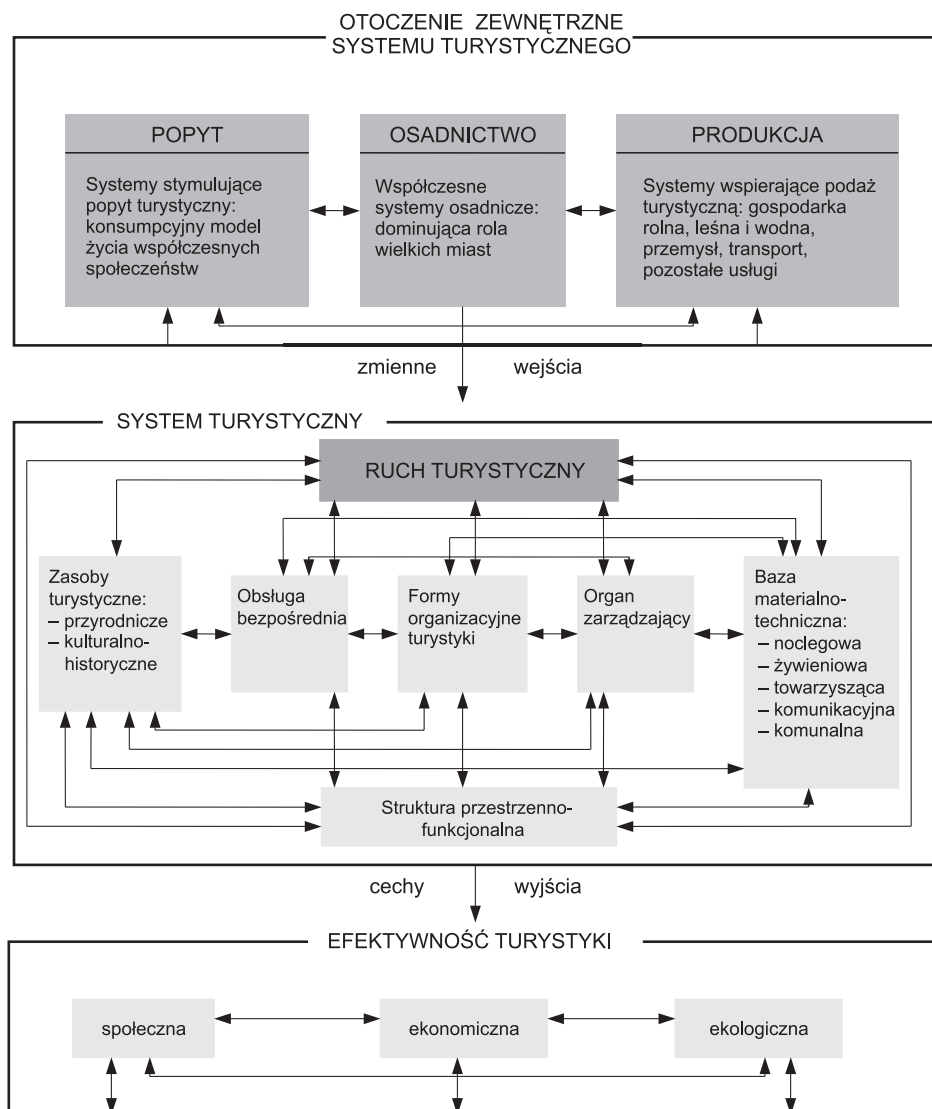 OTOCZENIE ZEWNĘTRZNE
SYSTEMU TURYSTYCZNEGO
POPYT
Systemy stymulujące
popyt turystyczny:
konsumpcyjny model
życia współczesnych
społeczeństw
OSADNICTWO
Współczesne
systemy osadnicze:
dominująca rola
wielkich miast
PRODUKCJA
Systemy wspierające podaż
turystyczną: gospodarka
rolna, leśna i wodna,
przemysł, transport,
pozostałe usługi
zmienne wejścia
SYSTEM TURYSTYCZNY
RUCH TURYSTYCZNY
Zasoby
turystyczne:
– przyrodnicze
– kulturalno-
historyczne
Obsługa
bezpośrednia
Formy
organizacyjne
turystyki
Organ
zarządzający
Baza
materialno-
techniczna:
– noclegowa
– żywieniowa
– towarzysząca
– komunikacyjna
– komunalna
Struktura przestrzenno-
funkcjonalna
cechy wyjścia
EFEKTYWNOŚĆ TURYSTYKI
społeczna
ekonomiczna
ekologiczna